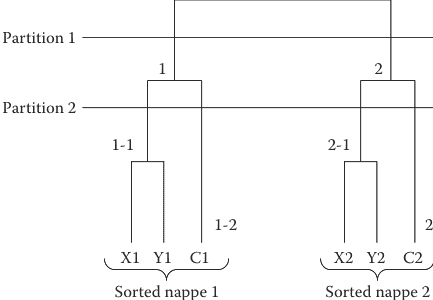 Partition 1
1 2
Partition 2
1-1 2-1
1-2 2
X1 Y1 C1 X2 Y2 C2
Sorted nappe 1 Sorted nappe 2